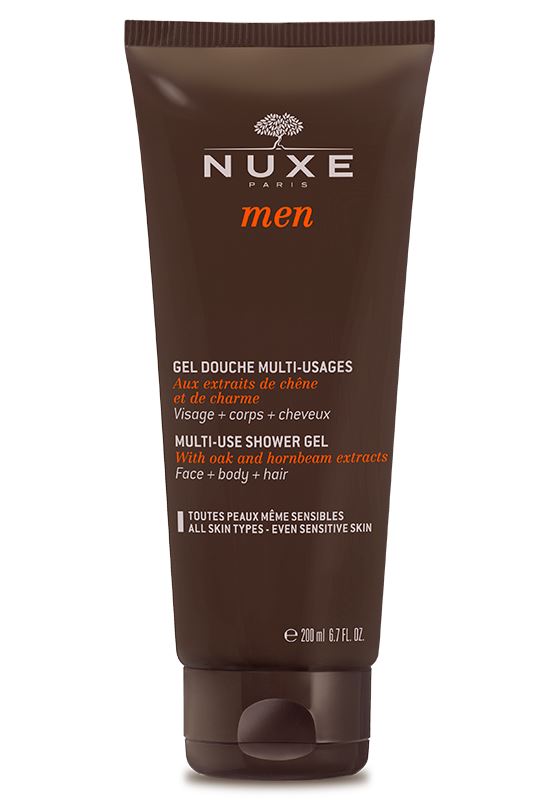 NUXE
PARIS
men
GEL DOUCHE MULTI-USAGES
Aux extraits de chêne
et de charme
Visage + corps + cheveux
MULTI-USE SHOWER GEL
With oak and hornbeam extracts
Face + body + hair
TOUTES PEAUX MÊME SENSIBLES
ALL SKIN TYPES - EVEN SENSITIVE SKIN
℮ 200 ml 6.7 FL. OZ.